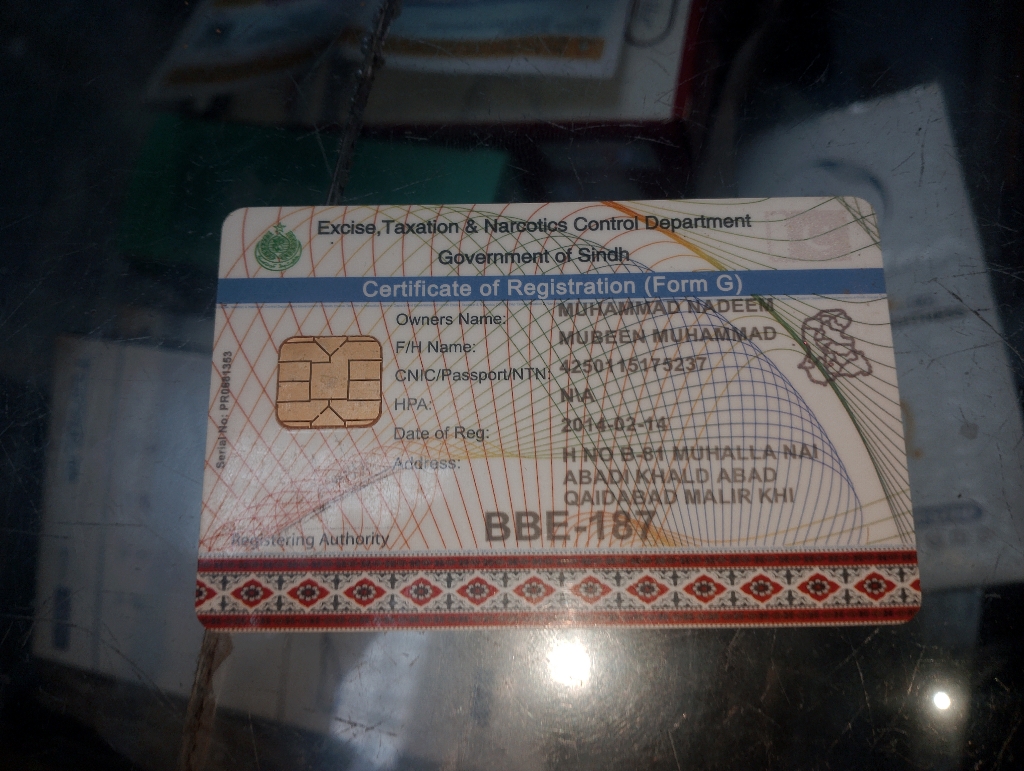 Excise,Taxation & Narcotics Control Department
Government of Sindh
Certificate of Registration (Form G)
Owners Name: MUHAMMAD NADEEM
F/H Name: MUBEEN MUHAMMAD
CNIC/Passport/NTN: 4250115175237
HPA: N\A
Date of Reg: 2014-02-14
Address: H NO B-81 MUHALLA NAI
ABADI KHALD ABAD
QAIDABAD MALIR KHI
BBE-187
Registering Authority
Serial No: PR0861353